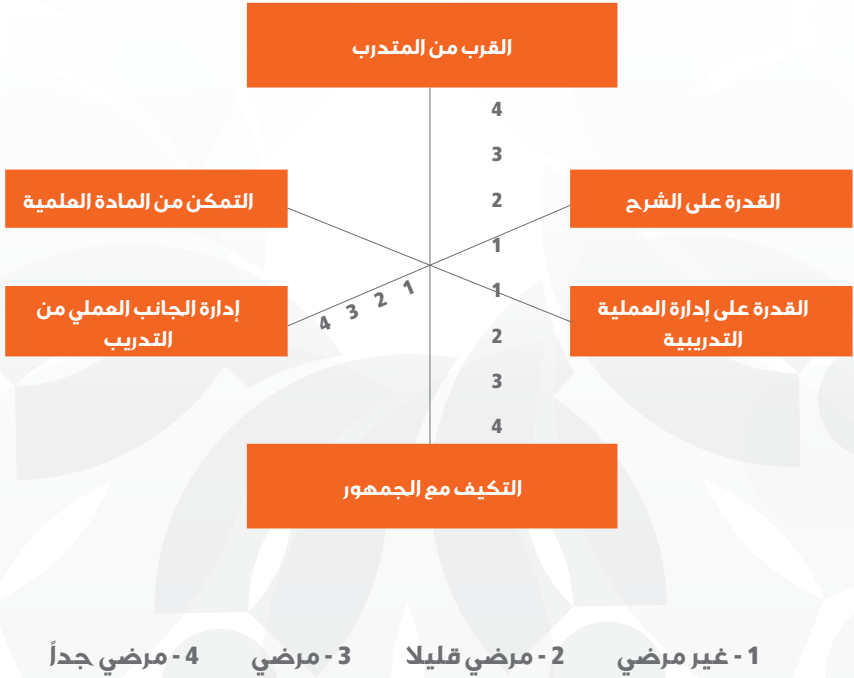 القرب من المتدرب
4
3
2
1
القدرة على الشرح
التمكن من المادة العلمية
1
2
3
4
القدرة على إدارة العملية
التدريبية
1
2
3
4
إدارة الجانب العملي من
التدريب
التكيف مع الجمهور
1 - غير مرضي 2 - مرضي قليلا 3 - مرضي 4 - مرضي جداً